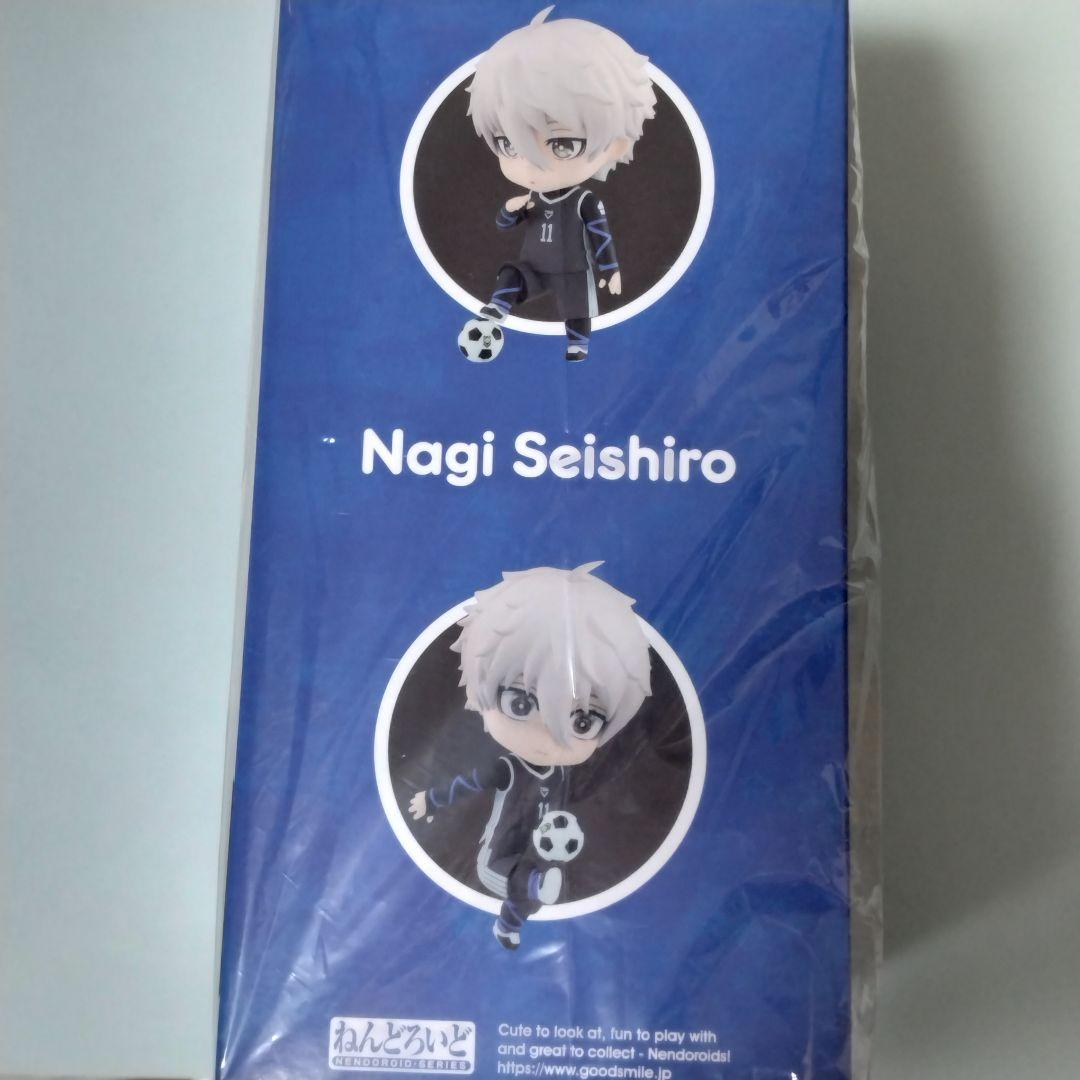 11
Nagi Seishiro
11
ねんどろいど
NENDOROID•SERIES
Cute to look at, fun to play with
and great to collect - Nendoroids!
https://www.goodsmile.jp